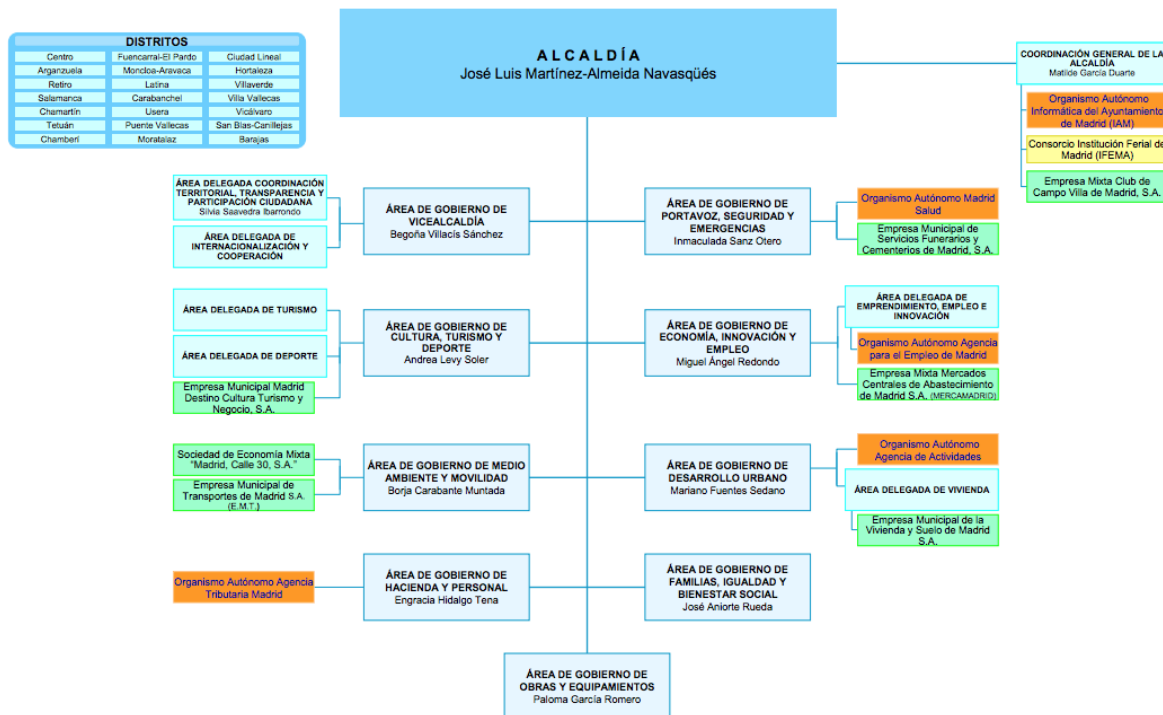 DISTRITOS
Centro Fuencarral-El Pardo Ciudad Lineal
Arganzuela Moncloa-Aravaca Hortaleza
Retiro Latina Villaverde
Salamanca Carabanchel Villa Vallecas
Chamartín Usera Vicálvaro
Tetuán Puente Vallecas San Blas-Canillejas
Chamberí Moratalaz Barajas
ALCALDÍA
José Luis Martínez-Almeida Navasqüés
COORDINACIÓN GENERAL DE LA
ALCALDÍA
Matilde García Duarte
Organismo Autónomo
Informática del Ayuntamiento
de Madrid (IAM)
Consorcio Institución Ferial de
Madrid (IFEMA)
Empresa Mixta Club de
Campo Villa de Madrid, S.A.
ÁREA DELEGADA COORDINACIÓN
TERRITORIAL, TRANSPARENCIA Y
PARTICIPACIÓN CIUDADANA
Silvia Saavedra Ibarrondo
ÁREA DELEGADA DE
INTERNACIONALIZACIÓN Y
COOPERACIÓN
ÁREA DE GOBIERNO DE
VICEALCALDÍA
Begoña Villacís Sánchez
ÁREA DE GOBIERNO DE
PORTAVOZ, SEGURIDAD Y
EMERGENCIAS
Inmaculada Sanz Otero
Organismo Autónomo Madrid
Salud
Empresa Municipal de
Servicios Funerarios y
Cementerios de Madrid, S.A.
ÁREA DELEGADA DE TURISMO
ÁREA DELEGADA DE DEPORTE
Empresa Municipal Madrid
Destino Cultura Turismo y
Negocio, S.A.
ÁREA DE GOBIERNO DE
CULTURA, TURISMO Y
DEPORTE
Andrea Levy Soler
ÁREA DE GOBIERNO DE
ECONOMÍA, INNOVACIÓN Y
EMPLEO
Miguel Ángel Redondo
ÁREA DELEGADA DE
EMPRENDIMIENTO, EMPLEO E
INNOVACIÓN
Organismo Autónomo Agencia
para el Empleo de Madrid
Empresa Mixta Mercados
Centrales de Abastecimiento
de Madrid S.A. (MERCAMADRID)
Sociedad de Economía Mixta
"Madrid, Calle 30, S.A."
Empresa Municipal de
Transportes de Madrid S.A.
(E.M.T.)
ÁREA DE GOBIERNO DE MEDIO
AMBIENTE Y MOVILIDAD
Borja Carabante Muntada
ÁREA DE GOBIERNO DE
DESARROLLO URBANO
Mariano Fuentes Sedano
Organismo Autónomo
Agencia de Actividades
ÁREA DELEGADA DE VIVIENDA
Empresa Municipal de la
Vivienda y Suelo de Madrid
S.A.
Organismo Autónomo Agencia
Tributaria Madrid
ÁREA DE GOBIERNO DE
HACIENDA Y PERSONAL
Engracia Hidalgo Tena
ÁREA DE GOBIERNO DE
FAMILIAS, IGUALDAD Y
BIENESTAR SOCIAL
José Aniorte Rueda
ÁREA DE GOBIERNO DE
OBRAS Y EQUIPAMIENTOS
Paloma García Romero